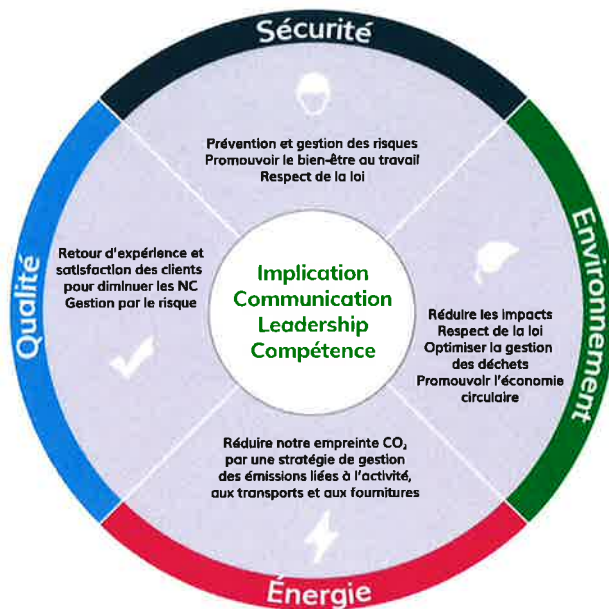 Sécurité
Prévention et gestion des risques
Promouvoir le bien-être au travail
Respect de la loi
Qualité
Retour d'expérience et
satisfaction des clients
pour diminuer les NC
Gestion par le risque
Implication
Communication
Leadership
Compétence
Environnement
Réduire les impacts
Respect de la loi
Optimiser la gestion
des déchets
Promouvoir l'économie
circulaire
Réduire notre empreinte CO₂
par une stratégie de gestion
des émissions liées à l'activité,
aux transports et aux fournitures
Énergie